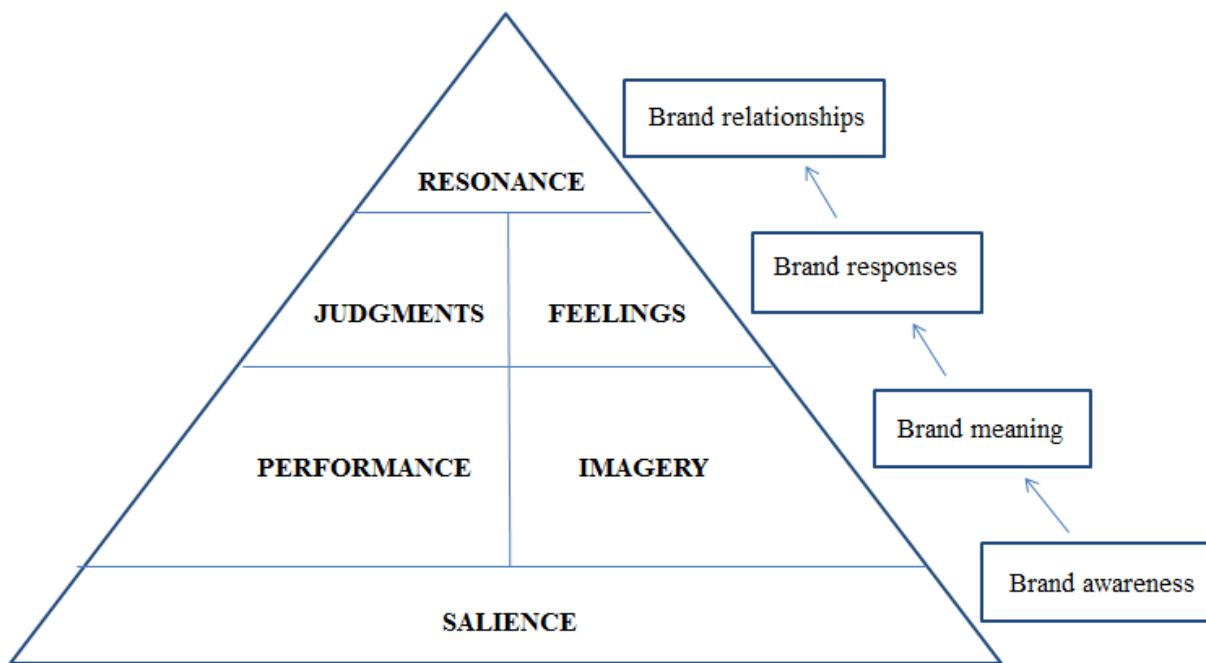 Brand relationships
RESONANCE
Brand responses
JUDGMENTS
FEELINGS
Brand meaning
PERFORMANCE
IMAGERY
Brand awareness
SALIENCE